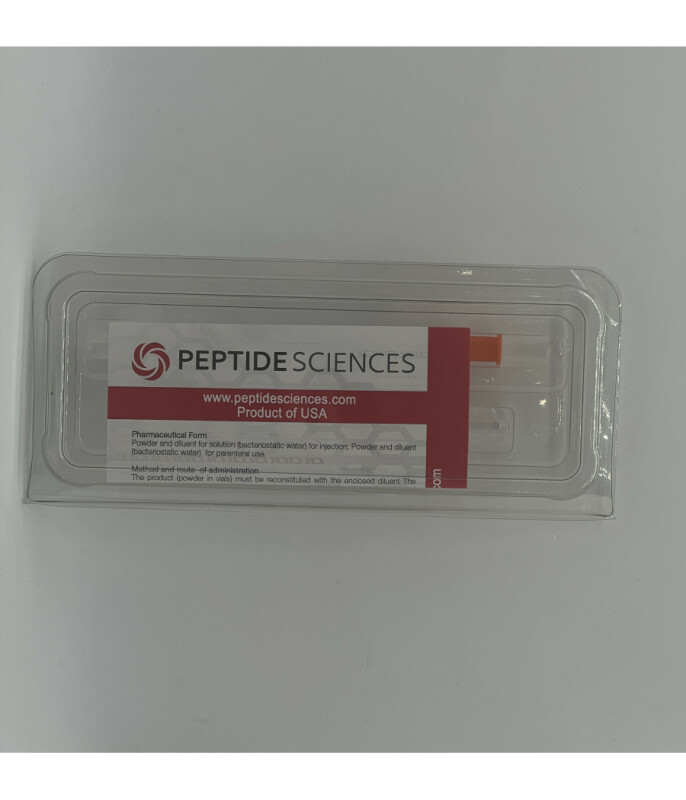 PEPTIDE SCIENCES
www.peptidesciences.com
Product of USA
Pharmaceutical Form
Powder and diluent for solution (bacteriostatic water) for injection; Powder and diluent
(bacteriostatic water) for parenteral use.
Method and route -of administration
The product (powder in vials) must be reconstituted with the enclosed diluent The
com